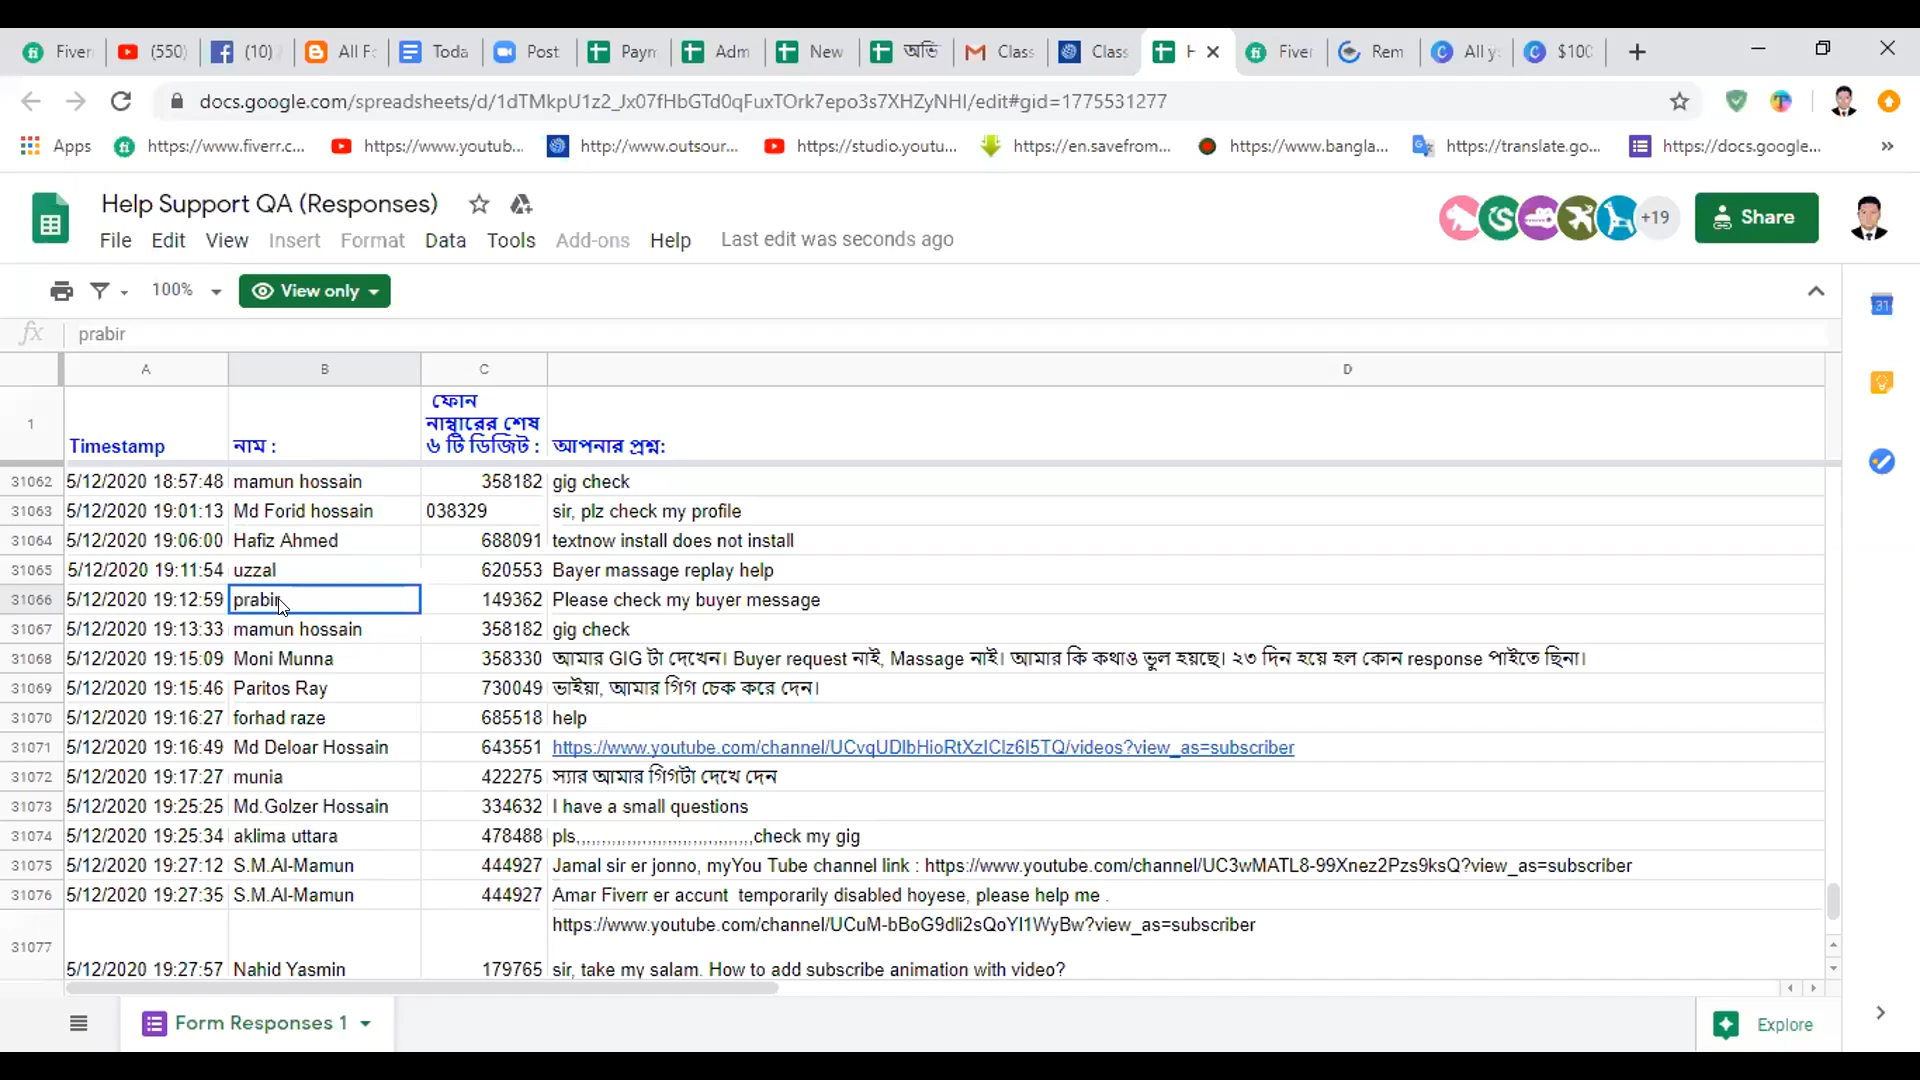 Fiver (550) (10) All Fo Toda Post Payn Adm New অভি Class Class H Fiver Rem All y $100
docs.google.com/spreadsheets/d/1dTMkpU1z2_Jx07fHbGTd0qFuxTOrk7epo3s7XHZyNHI/edit#gid=1775531277
Apps https://www.fiverr.c... https://www.youtub... http://www.outsour... https://studio.youtu... https://en.savefrom... https://www.bangla... https://translate.go... https://docs.google...
Help Support QA (Responses)
+19 Share
File Edit View Insert Format Data Tools Add-ons Help Last edit was seconds ago
100% View only
fx prabir
A B C D
1 Timestamp নাম : ফোন নাম্বারের শেষ ৬ টি ডিজিট : আপনার প্রশ্ন:
31062 5/12/2020 18:57:48 mamun hossain 358182 gig check
31063 5/12/2020 19:01:13 Md Forid hossain 038329 sir, plz check my profile
31064 5/12/2020 19:06:00 Hafiz Ahmed 688091 textnow install does not install
31065 5/12/2020 19:11:54 uzzal 620553 Bayer massage replay help
31066 5/12/2020 19:12:59 prabir 149362 Please check my buyer message
31067 5/12/2020 19:13:33 mamun hossain 358182 gig check
31068 5/12/2020 19:15:09 Moni Munna 358330 আমার GIG টা দেখেন। Buyer request নাই, Massage নাই। আমার কি কথাও ভুল হয়ছে। ২৩ দিন হয়ে হল কোন response পাইতে ছিনা।
31069 5/12/2020 19:15:46 Paritos Ray 730049 ভাইয়া, আমার গিগ চেক করে দেন।
31070 5/12/2020 19:16:27 forhad raze 685518 help
31071 5/12/2020 19:16:49 Md Deloar Hossain 643551 https://www.youtube.com/channel/UCvqUDlbHioRtXzIClz6I5TQ/videos?view_as=subscriber
31072 5/12/2020 19:17:27 munia 422275 স্যার আমার গিগটা দেখে দেন
31073 5/12/2020 19:25:25 Md.Golzer Hossain 334632 I have a small questions
31074 5/12/2020 19:25:34 aklima uttara 478488 pls,,,,,,,,,,,,,,,,,,,,,,,,,,,,,,,,,,,check my gig
31075 5/12/2020 19:27:12 S.M.Al-Mamun 444927 Jamal sir er jonno, myYou Tube channel link : https://www.youtube.com/channel/UC3wMATL8-99Xnez2Pzs9ksQ?view_as=subscriber
31076 5/12/2020 19:27:35 S.M.Al-Mamun 444927 Amar Fiverr er accunt temporarily disabled hoyese, please help me .
https://www.youtube.com/channel/UCuM-bBoG9dli2sQoYI1WyBw?view_as=subscriber
31077 5/12/2020 19:27:57 Nahid Yasmin 179765 sir, take my salam. How to add subscribe animation with video?
Form Responses 1 Explore